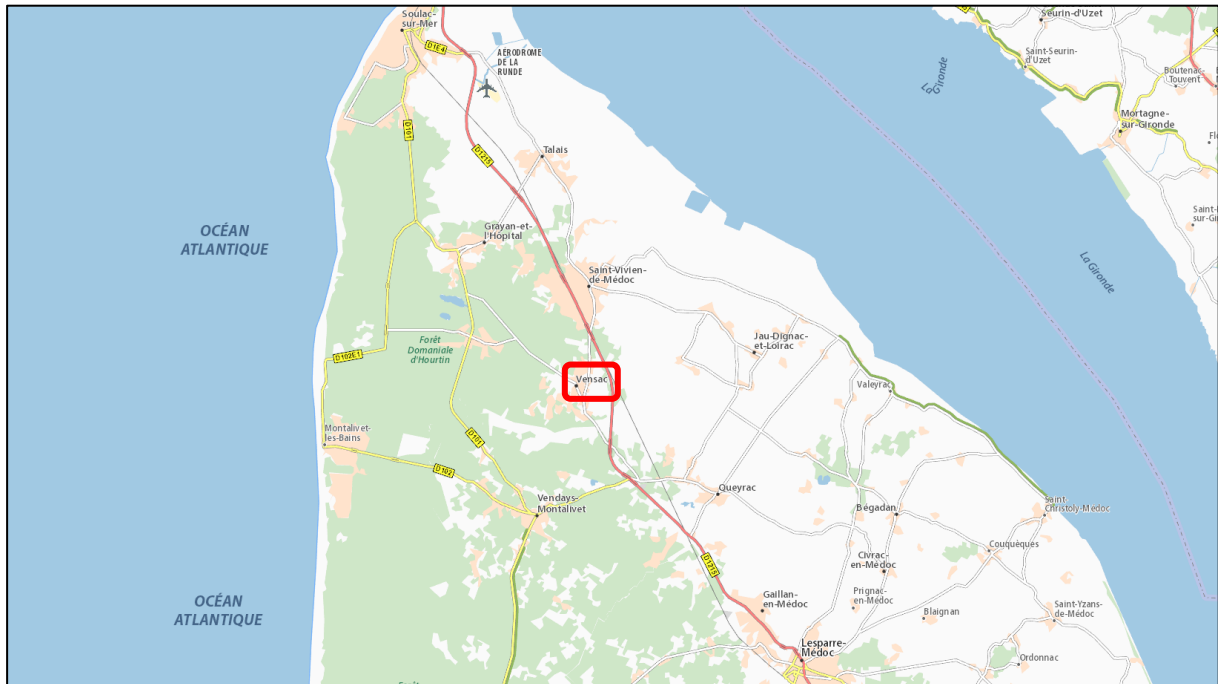 Soulac-
sur-Mer
D1E4
AÉRODROME
DE LA
RUNDE
Seurin-d'Uzet
Saint-Seurin-
d'Uzet
La Gironde
Boutenac-
Touvent
Mortagne-
sur-Gironde
D101
D1215
Talais
OCÉAN
ATLANTIQUE
Grayan-et-
l'Hôpital
Saint-Vivien-
de-Médoc
La Gironde
Jau-Dignac-
et-Loirac
Forêt
Domaniale
d'Hourtin
D102E1
Vensac
Valeyrac
Montalivet-
les-Bains
D101
D102
Queyrac
Vendays-
Montalivet
Bégadan
Saint-
Christoly-Médoc
Couquèques
D1215
Civrac-
en-Médoc
OCÉAN
ATLANTIQUE
Gaillan-
en-Médoc
Prignac-
en-Médoc
Blaignan
Saint-Yzans-
de-Médoc
Lesparre-
Médoc
Ordonnac